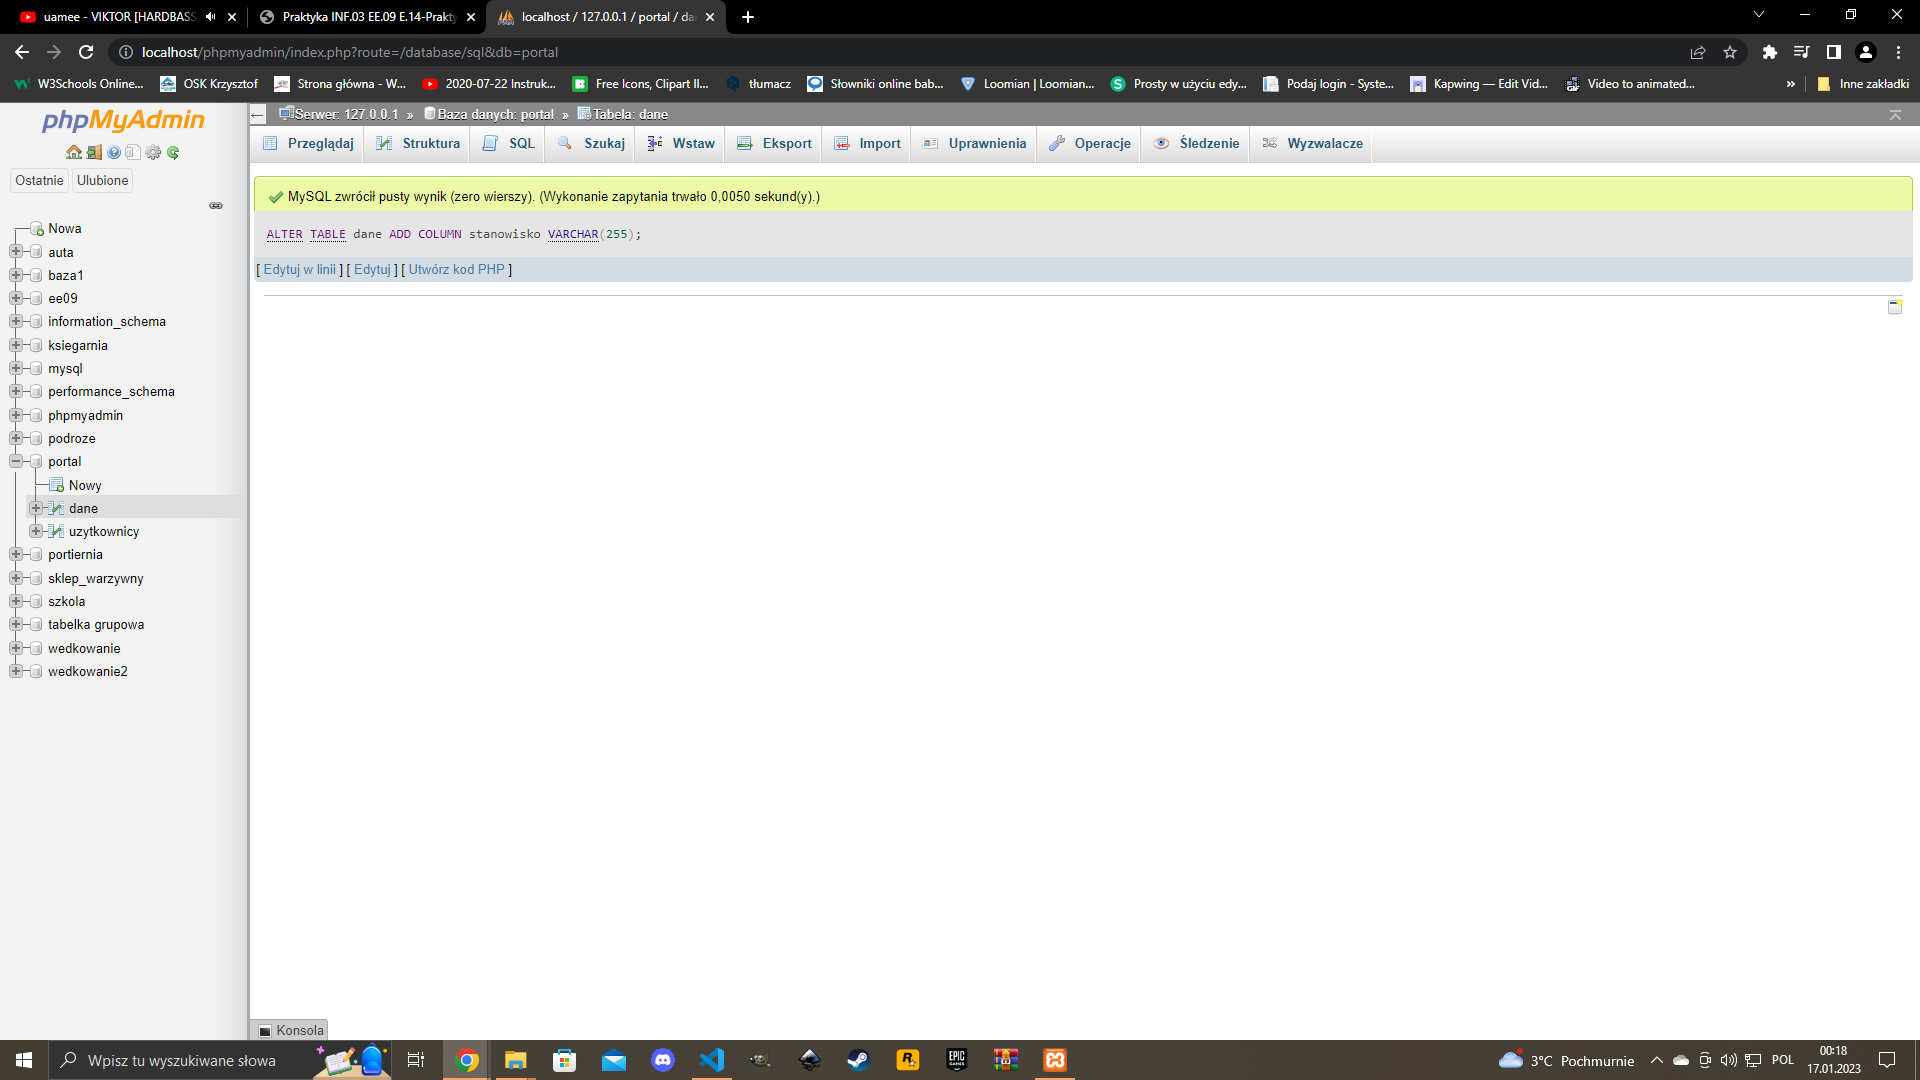 uamee - VIKTOR [HARDBASS
Praktyka INF.03 EE.09 E.14-Prakty
localhost / 127.0.0.1 / portal / da
localhost/phpmyadmin/index.php?route=/database/sql&db=portal
W3Schools Online...
OSK Krzysztof
Strona główna - W...
2020-07-22 Instruk...
Free Icons, Clipart Il...
tłumacz
Słowniki online bab...
Loomian | Loomian...
Prosty w użyciu edy...
Podaj login - Syste...
Kapwing — Edit Vid...
Video to animated...
»
Inne zakładki
phpMyAdmin
Ostatnie
Ulubione
Nowa
auta
baza1
ee09
information_schema
ksiegarnia
mysql
performance_schema
phpmyadmin
podroze
portal
Nowy
dane
uzytkownicy
portiernia
sklep_warzywny
szkola
tabelka grupowa
wedkowanie
wedkowanie2
Serwer: 127.0.0.1 » Baza danych: portal » Tabela: dane
Przeglądaj
Struktura
SQL
Szukaj
Wstaw
Eksport
Import
Uprawnienia
Operacje
Śledzenie
Wyzwalacze
MySQL zwrócił pusty wynik (zero wierszy). (Wykonanie zapytania trwało 0,0050 sekund(y).)
ALTER TABLE dane ADD COLUMN stanowisko VARCHAR(255);
[ Edytuj w linii ] [ Edytuj ] [ Utwórz kod PHP ]
Konsola
Wpisz tu wyszukiwane słowa
EPIC GAMES
3°C Pochmurnie
POL
00:18
17.01.2023